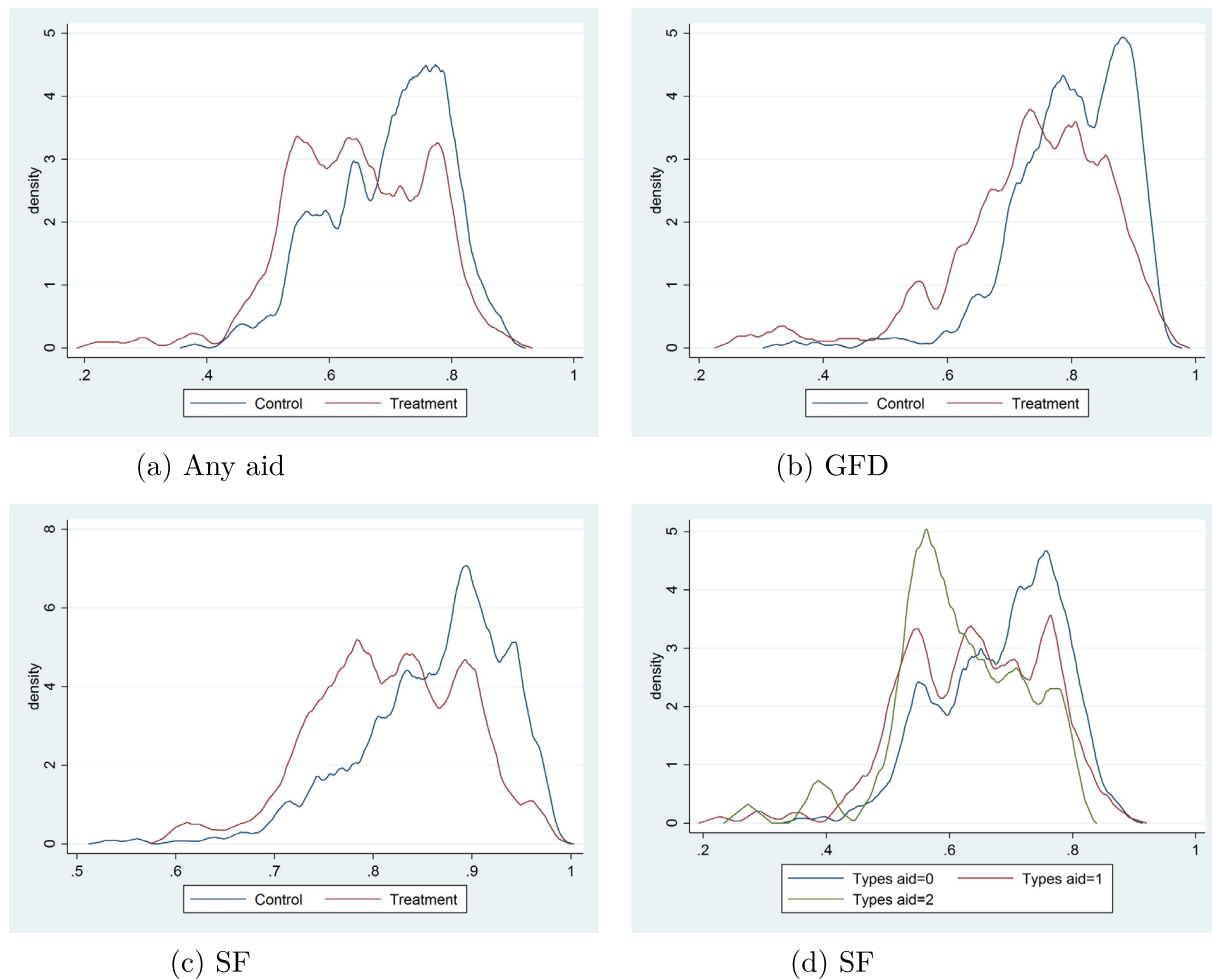 5
4
3
2
1
0
density
.2 .4 .6 .8 1
Control Treatment
(a) Any aid
5
4
3
2
1
0
density
.2 .4 .6 .8 1
Control Treatment
(b) GFD
8
6
4
2
0
density
.5 .6 .7 .8 .9 1
Control Treatment
(c) SF
5
4
3
2
1
0
density
.2 .4 .6 .8 1
Types aid=0 Types aid=1
Types aid=2
(d) SF